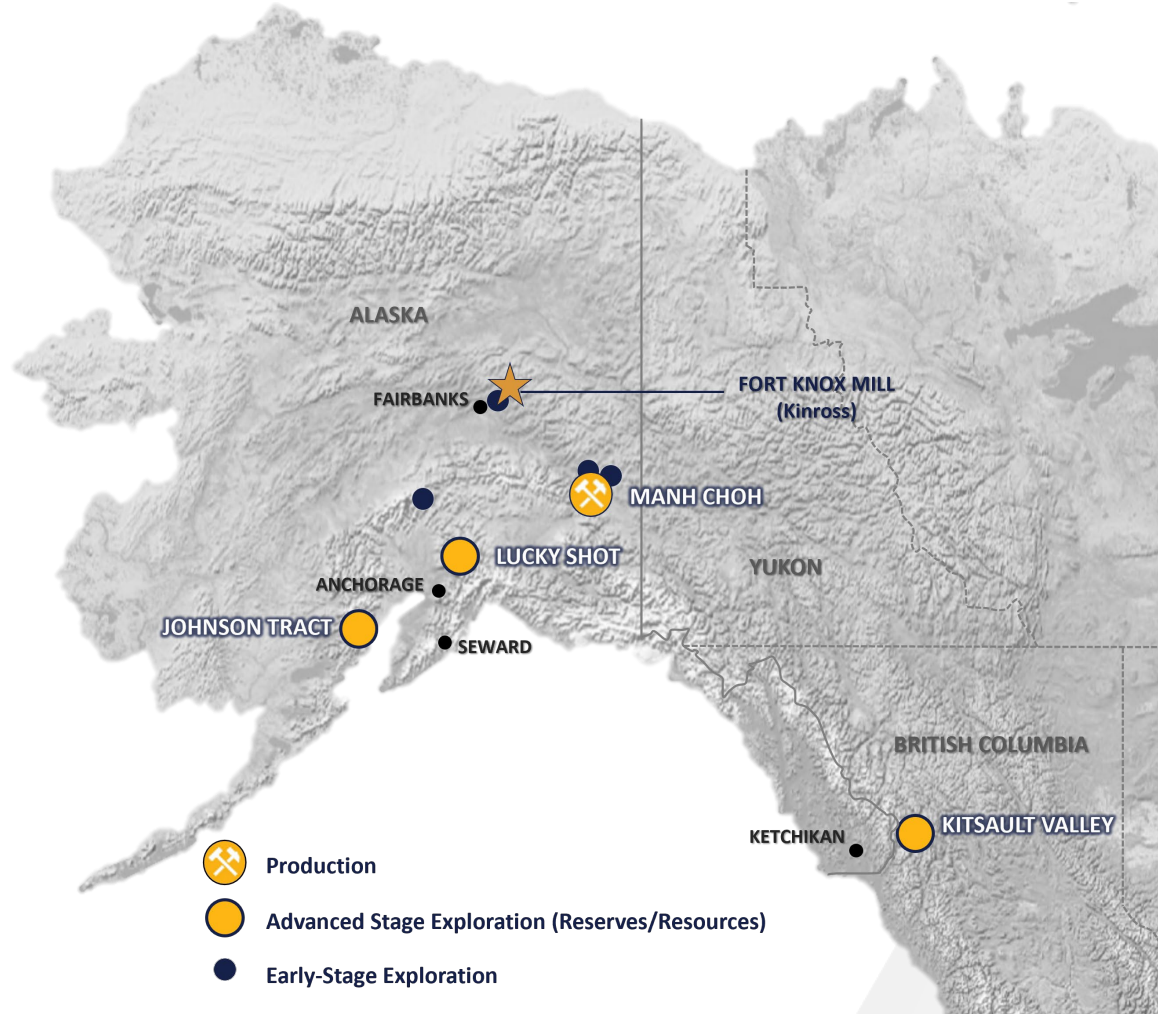 ALASKA
FAIRBANKS
FORT KNOX MILL
(Kinross)
MANH CHOH
LUCKY SHOT
YUKON
ANCHORAGE
JOHNSON TRACT
SEWARD
BRITISH COLUMBIA
KITSAULT VALLEY
KETCHIKAN
Production
Advanced Stage Exploration (Reserves/Resources)
Early-Stage Exploration